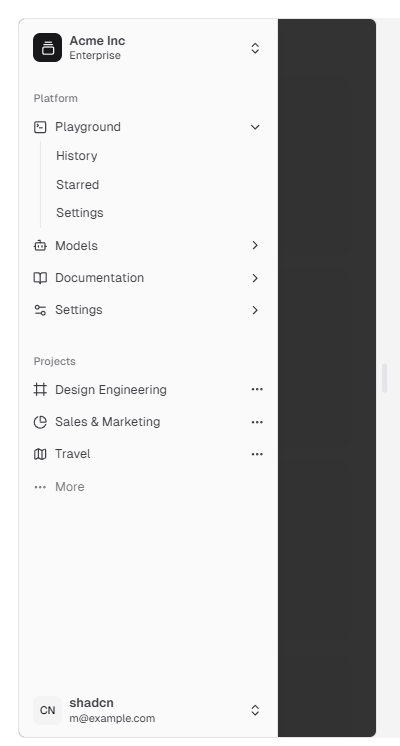 Acme Inc
Enterprise
Platform
Playground
History
Starred
Settings
Models
Documentation
Settings
Projects
Design Engineering
Sales & Marketing
Travel
More
CN
shadcn
m@example.com